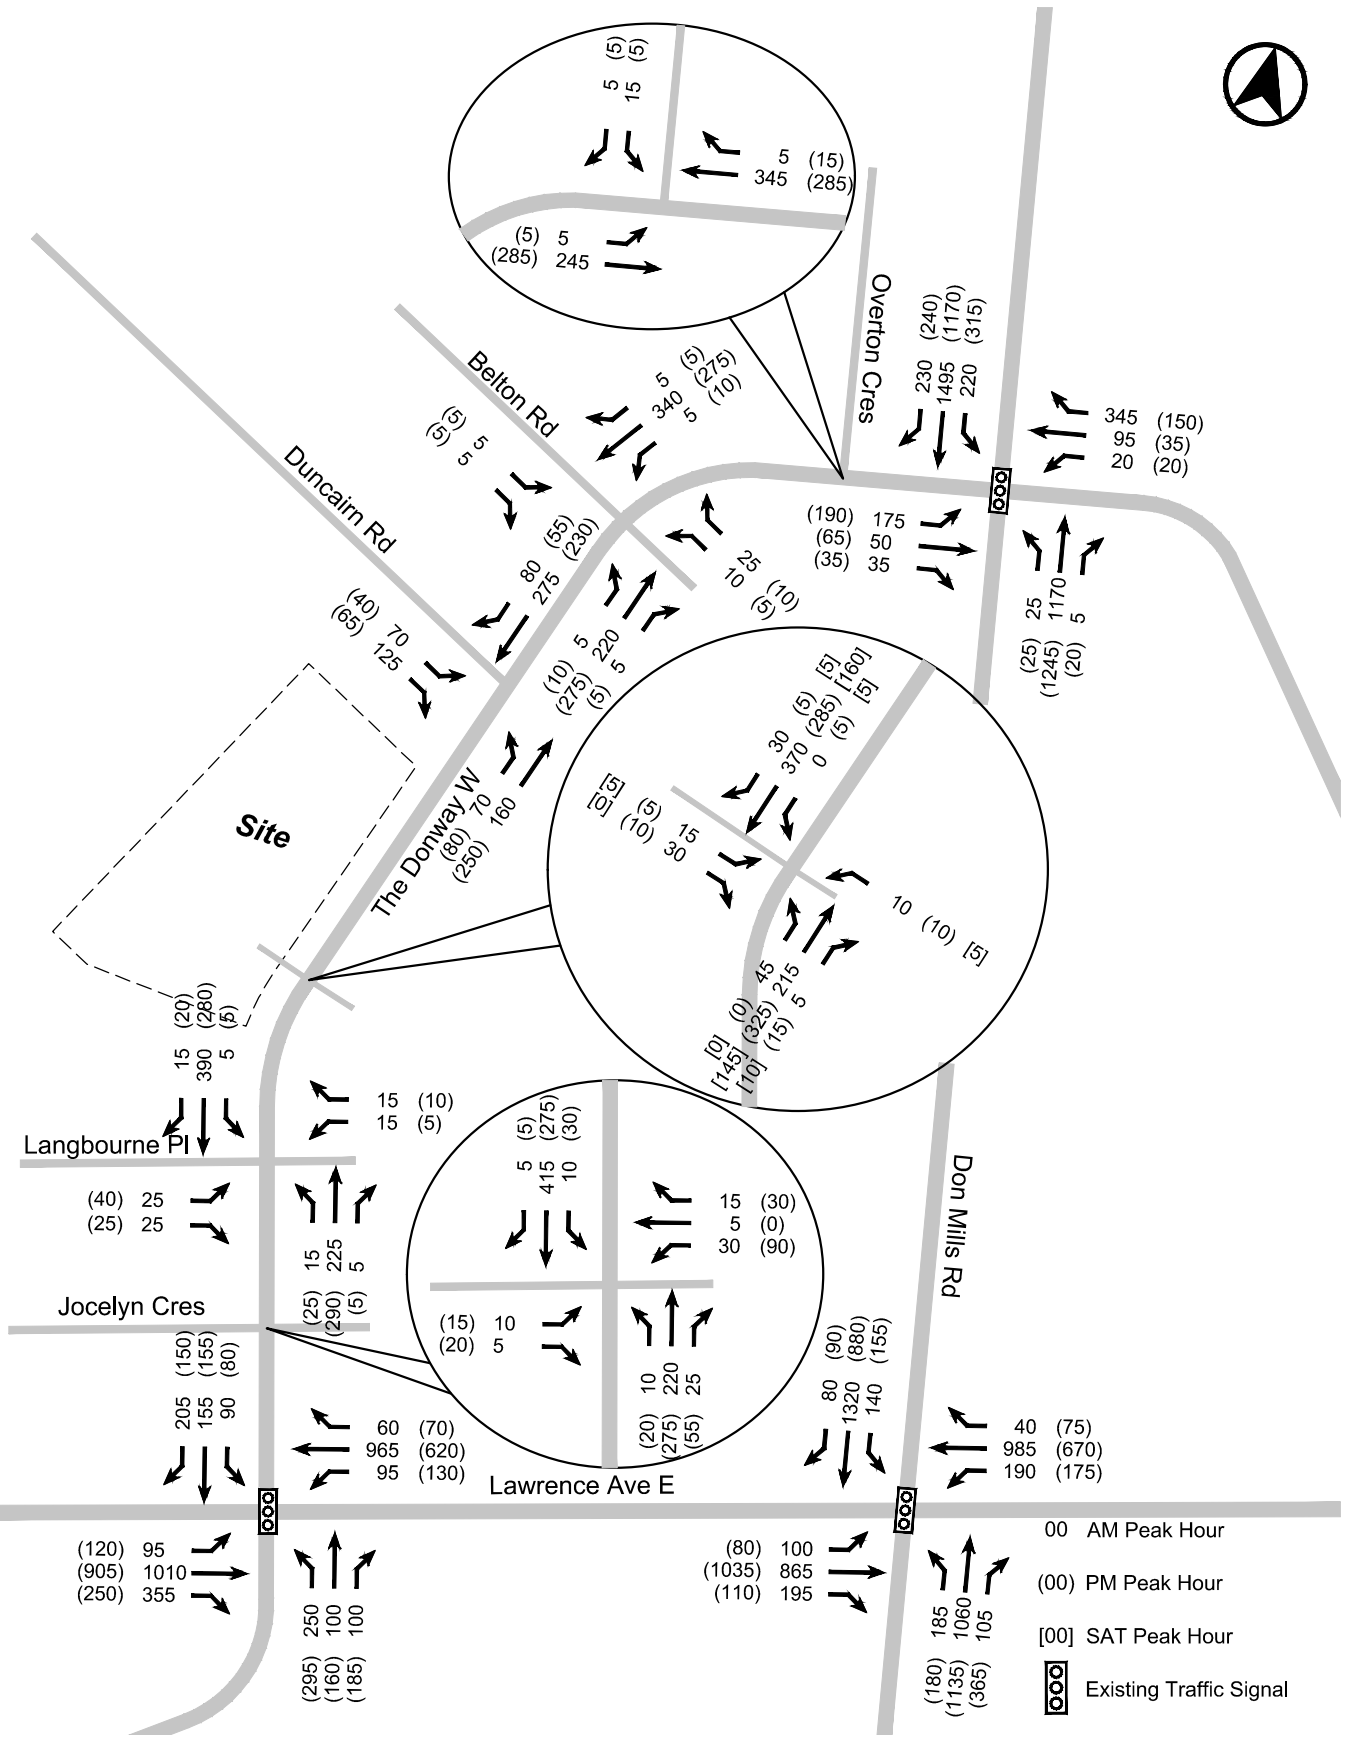 (5) (5)
5 15
5 (15)
345 (285)
(5) 5
(285) 245
Overton Cres
(240) (1170) (315)
230 1495 220
345 (150)
95 (35)
20 (20)
(190) 175
(65) 50
(35) 35
25 1170 5
(25) (1245) (20)
Belton Rd
(5) (275) (10)
5 340 5
(5) 5
(5) 5
25 (10)
10 (5)
5 220 5
(10) (275) (5)
Duncairn Rd
(55) (230)
80 275
(40) 70
(65) 125
70 160
(80) (250)
The Donway W
Site
[5] [160] [5]
(5) (285) (5)
30 370 0
[5] (5) 15
[0] (10) 30
10 (10) [5]
45 215 5
(0) (325) (15)
[0] [145] [10]
(20) (280) (5)
15 390 5
15 (10)
15 (5)
Langbourne Pl
(40) 25
(25) 25
15 225 5
(25) (290) (5)
(5) (275) (30)
5 415 10
15 (30)
5 (0)
30 (90)
(15) 10
(20) 5
10 220 25
(20) (275) (55)
Don Mills Rd
Jocelyn Cres
(150) (155) (80)
205 155 90
60 (70)
965 (620)
95 (130)
Lawrence Ave E
(120) 95
(905) 1010
(250) 355
250 100 100
(295) (160) (185)
(90) (880) (155)
80 1320 140
40 (75)
985 (670)
190 (175)
(80) 100
(1035) 865
(110) 195
185 1060 105
(180) (1135) (365)
00 AM Peak Hour
(00) PM Peak Hour
[00] SAT Peak Hour
Existing Traffic Signal